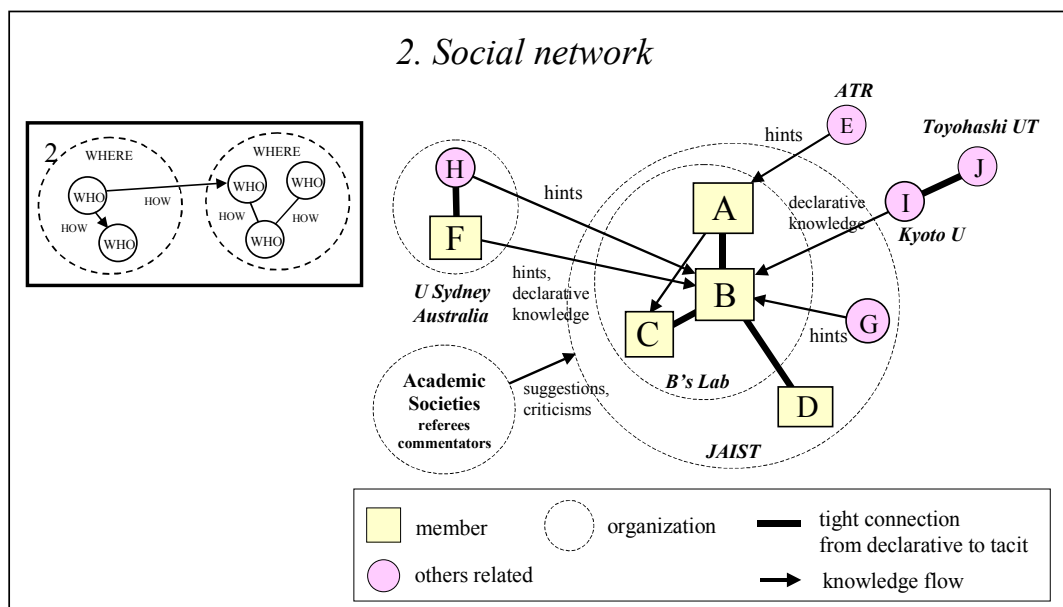 2. Social network
2
WHERE
WHO
HOW
WHO
HOW
WHERE
WHO
WHO
HOW
HOW
WHO
ATR
E
Toyohashi UT
J
I
Kyoto U
hints
H
hints
F
U Sydney
Australia
hints,
declarative
knowledge
A
declarative
knowledge
B
C
G
hints
B's Lab
D
JAIST
Academic
Societies
referees
commentators
suggestions,
criticisms
member
organization
tight connection
from declarative to tacit
others related
knowledge flow